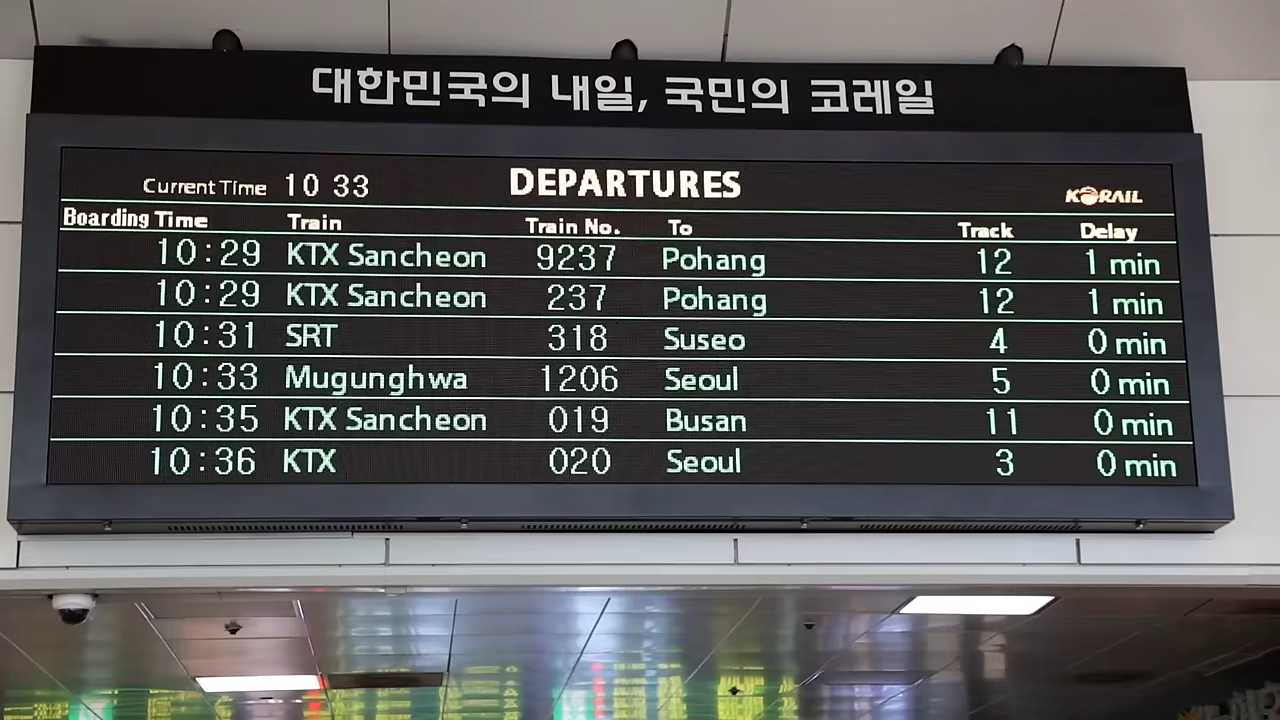 대한민국의 내일, 국민의 코레일
Current Time 10 33 DEPARTURES KORAIL
Boarding Time Train Train No. To Track Delay
10:29 KTX Sancheon 9237 Pohang 12 1 min
10:29 KTX Sancheon 237 Pohang 12 1 min
10:31 SRT 318 Suseo 4 0 min
10:33 Mugunghwa 1206 Seoul 5 0 min
10:35 KTX Sancheon 019 Busan 11 0 min
10:36 KTX 020 Seoul 3 0 min